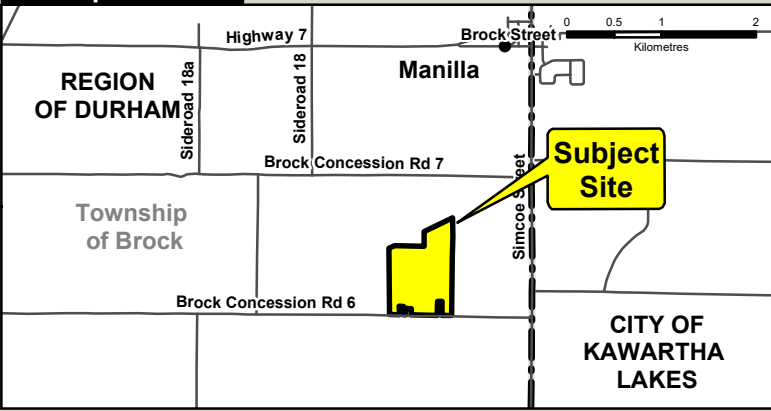 Highway 7
Brock Street
0 0.5 1 2
Kilometres
REGION
OF DURHAM
Sideroad 18a
Sideroad 18
Manilla
Brock Concession Rd 7
Simcoe Street
Subject
Site
Township
of Brock
Brock Concession Rd 6
CITY OF
KAWARTHA
LAKES